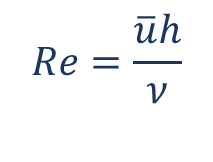 Re = ūh / ν